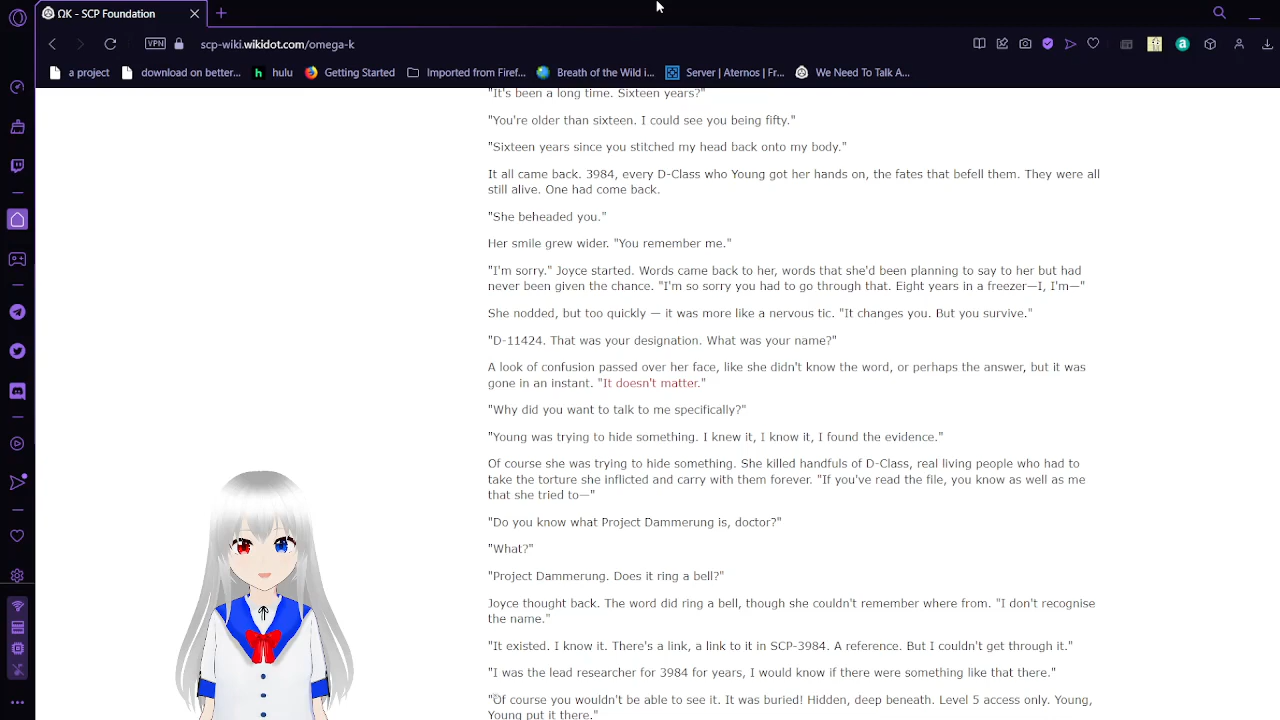 ΩK - SCP Foundation
VPN
scp-wiki.wikidot.com/omega-k
a project
download on better...
hulu
Getting Started
Imported from Firef...
Breath of the Wild i...
Server | Aternos | Fr...
We Need To Talk A...
"It's been a long time. Sixteen years?"
"You're older than sixteen. I could see you being fifty."
"Sixteen years since you stitched my head back onto my body."
It all came back. 3984, every D-Class who Young got her hands on, the fates that befell them. They were all
still alive. One had come back.
"She beheaded you."
Her smile grew wider. "You remember me."
"I'm sorry." Joyce started. Words came back to her, words that she'd been planning to say to her but had
never been given the chance. "I'm so sorry you had to go through that. Eight years in a freezer—I, I'm—"
She nodded, but too quickly — it was more like a nervous tic. "It changes you. But you survive."
"D-11424. That was your designation. What was your name?"
A look of confusion passed over her face, like she didn't know the word, or perhaps the answer, but it was
gone in an instant. "It doesn't matter."
"Why did you want to talk to me specifically?"
"Young was trying to hide something. I knew it, I know it, I found the evidence."
Of course she was trying to hide something. She killed handfuls of D-Class, real living people who had to
take the torture she inflicted and carry with them forever. "If you've read the file, you know as well as me
that she tried to—"
"Do you know what Project Dammerung is, doctor?"
"What?"
"Project Dammerung. Does it ring a bell?"
Joyce thought back. The word did ring a bell, though she couldn't remember where from. "I don't recognise
the name."
"It existed. I know it. There's a link, a link to it in SCP-3984. A reference. But I couldn't get through it."
"I was the lead researcher for 3984 for years, I would know if there were something like that there."
"Of course you wouldn't be able to see it. It was buried! Hidden, deep beneath. Level 5 access only. Young,
Young put it there."